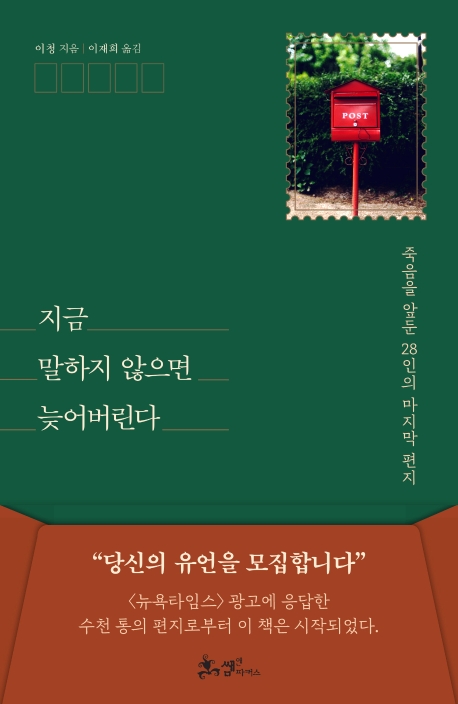 이청 지음 | 이재희 옮김
POST
죽음을 앞둔 28인의 마지막 편지
지금
말하지 않으면
늦어버린다
“당신의 유언을 모집합니다”
〈뉴욕타임스〉 광고에 응답한
수천 통의 편지로부터 이 책은 시작되었다.
쌤앤파커스